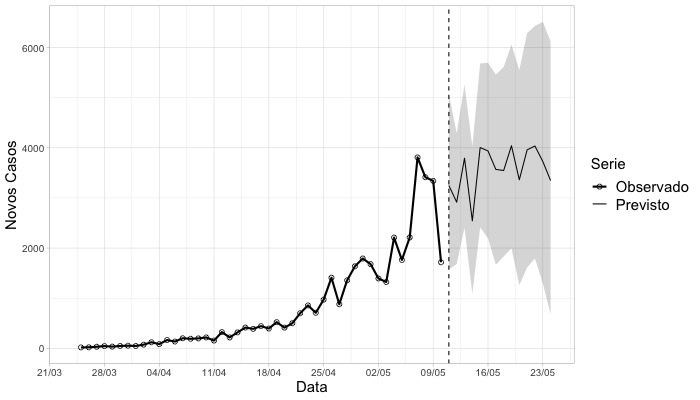 6000
4000
2000
0
Novos Casos
21/03 28/03 04/04 11/04 18/04 25/04 02/05 09/05 16/05 23/05
Data
Serie
Observado
Previsto